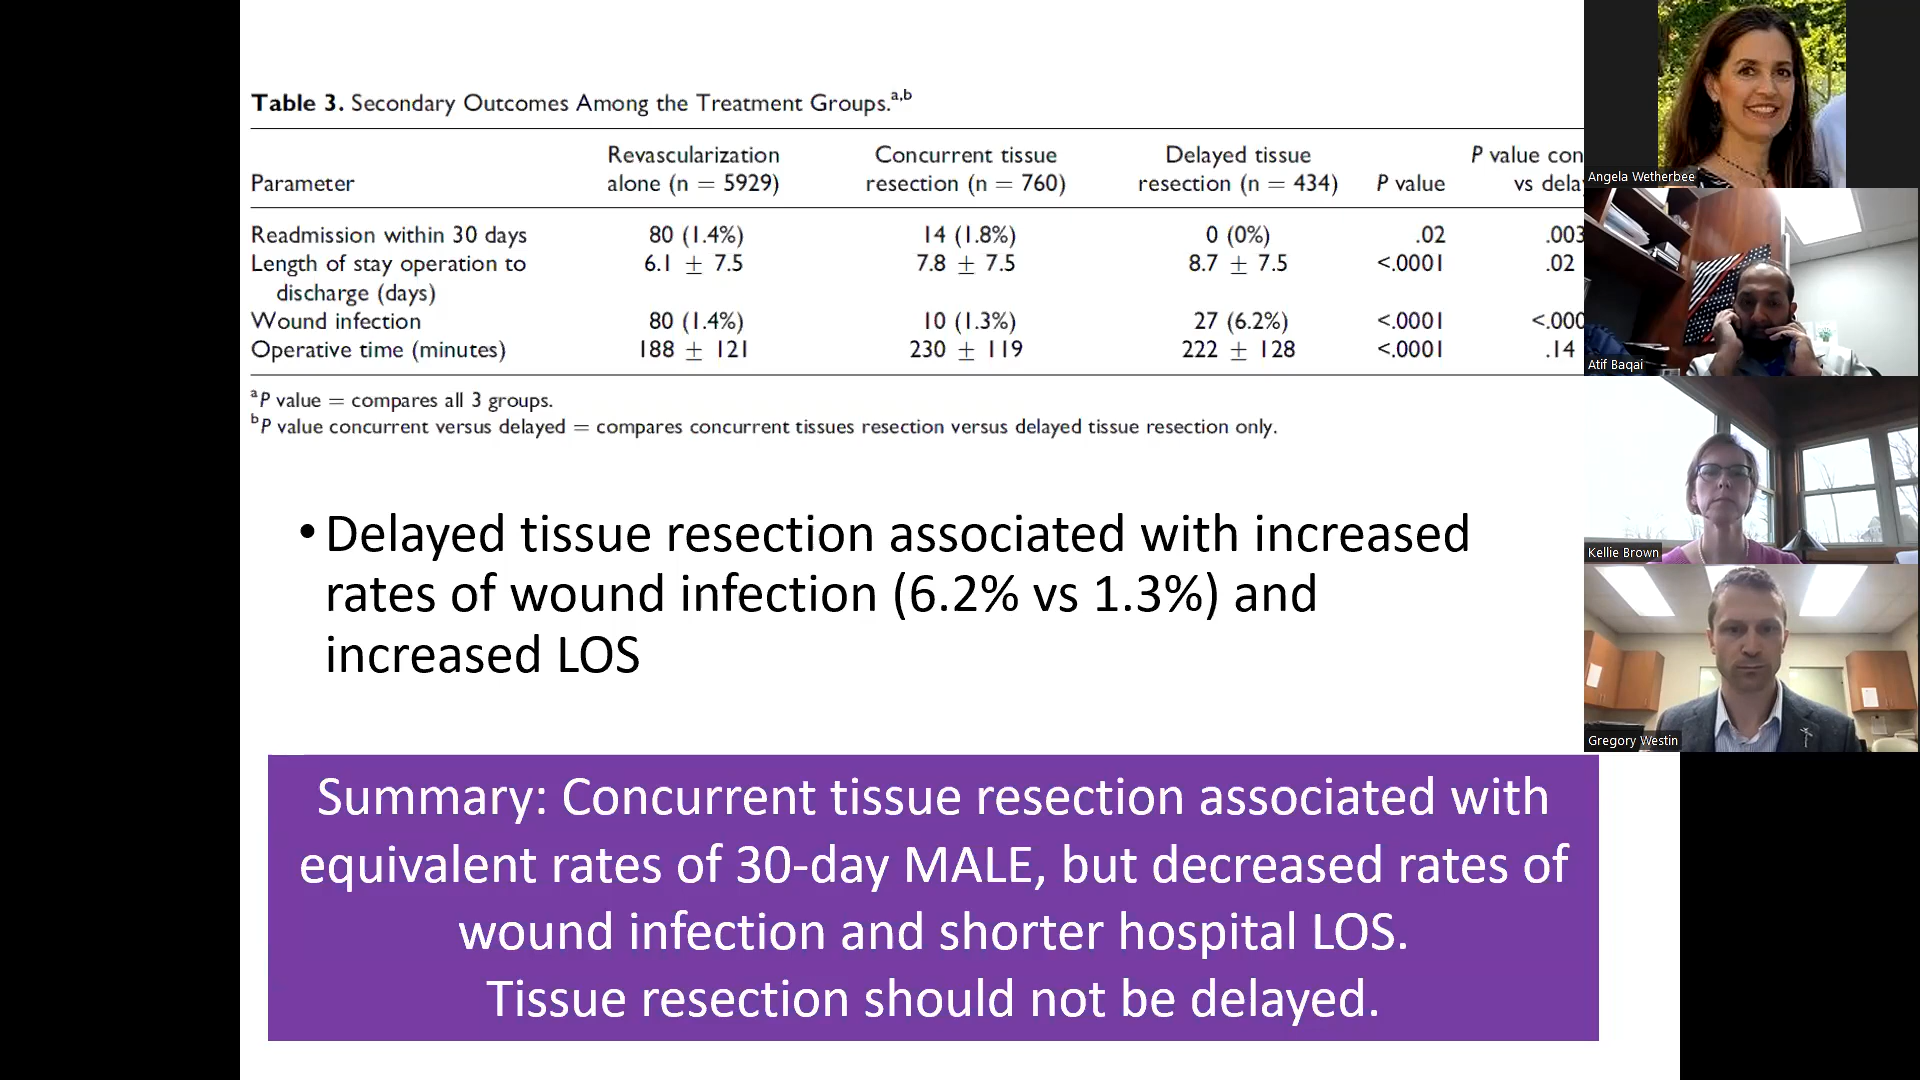 Table 3. Secondary Outcomes Among the Treatment Groups.a,b
Parameter Revascularization alone (n = 5929) Concurrent tissue resection (n = 760) Delayed tissue resection (n = 434) P value P value con vs dela
Readmission within 30 days 80 (1.4%) 14 (1.8%) 0 (0%) .02 .003
Length of stay operation to discharge (days) 6.1 ± 7.5 7.8 ± 7.5 8.7 ± 7.5 <.0001 .02
Wound infection 80 (1.4%) 10 (1.3%) 27 (6.2%) <.0001 <.000
Operative time (minutes) 188 ± 121 230 ± 119 222 ± 128 <.0001 .14
aP value = compares all 3 groups.
bP value concurrent versus delayed = compares concurrent tissues resection versus delayed tissue resection only.
• Delayed tissue resection associated with increased
rates of wound infection (6.2% vs 1.3%) and
increased LOS
Summary: Concurrent tissue resection associated with
equivalent rates of 30-day MALE, but decreased rates of
wound infection and shorter hospital LOS.
Tissue resection should not be delayed.
Angela Wetherbee
Atif Baqai
Kellie Brown
Gregory Westin